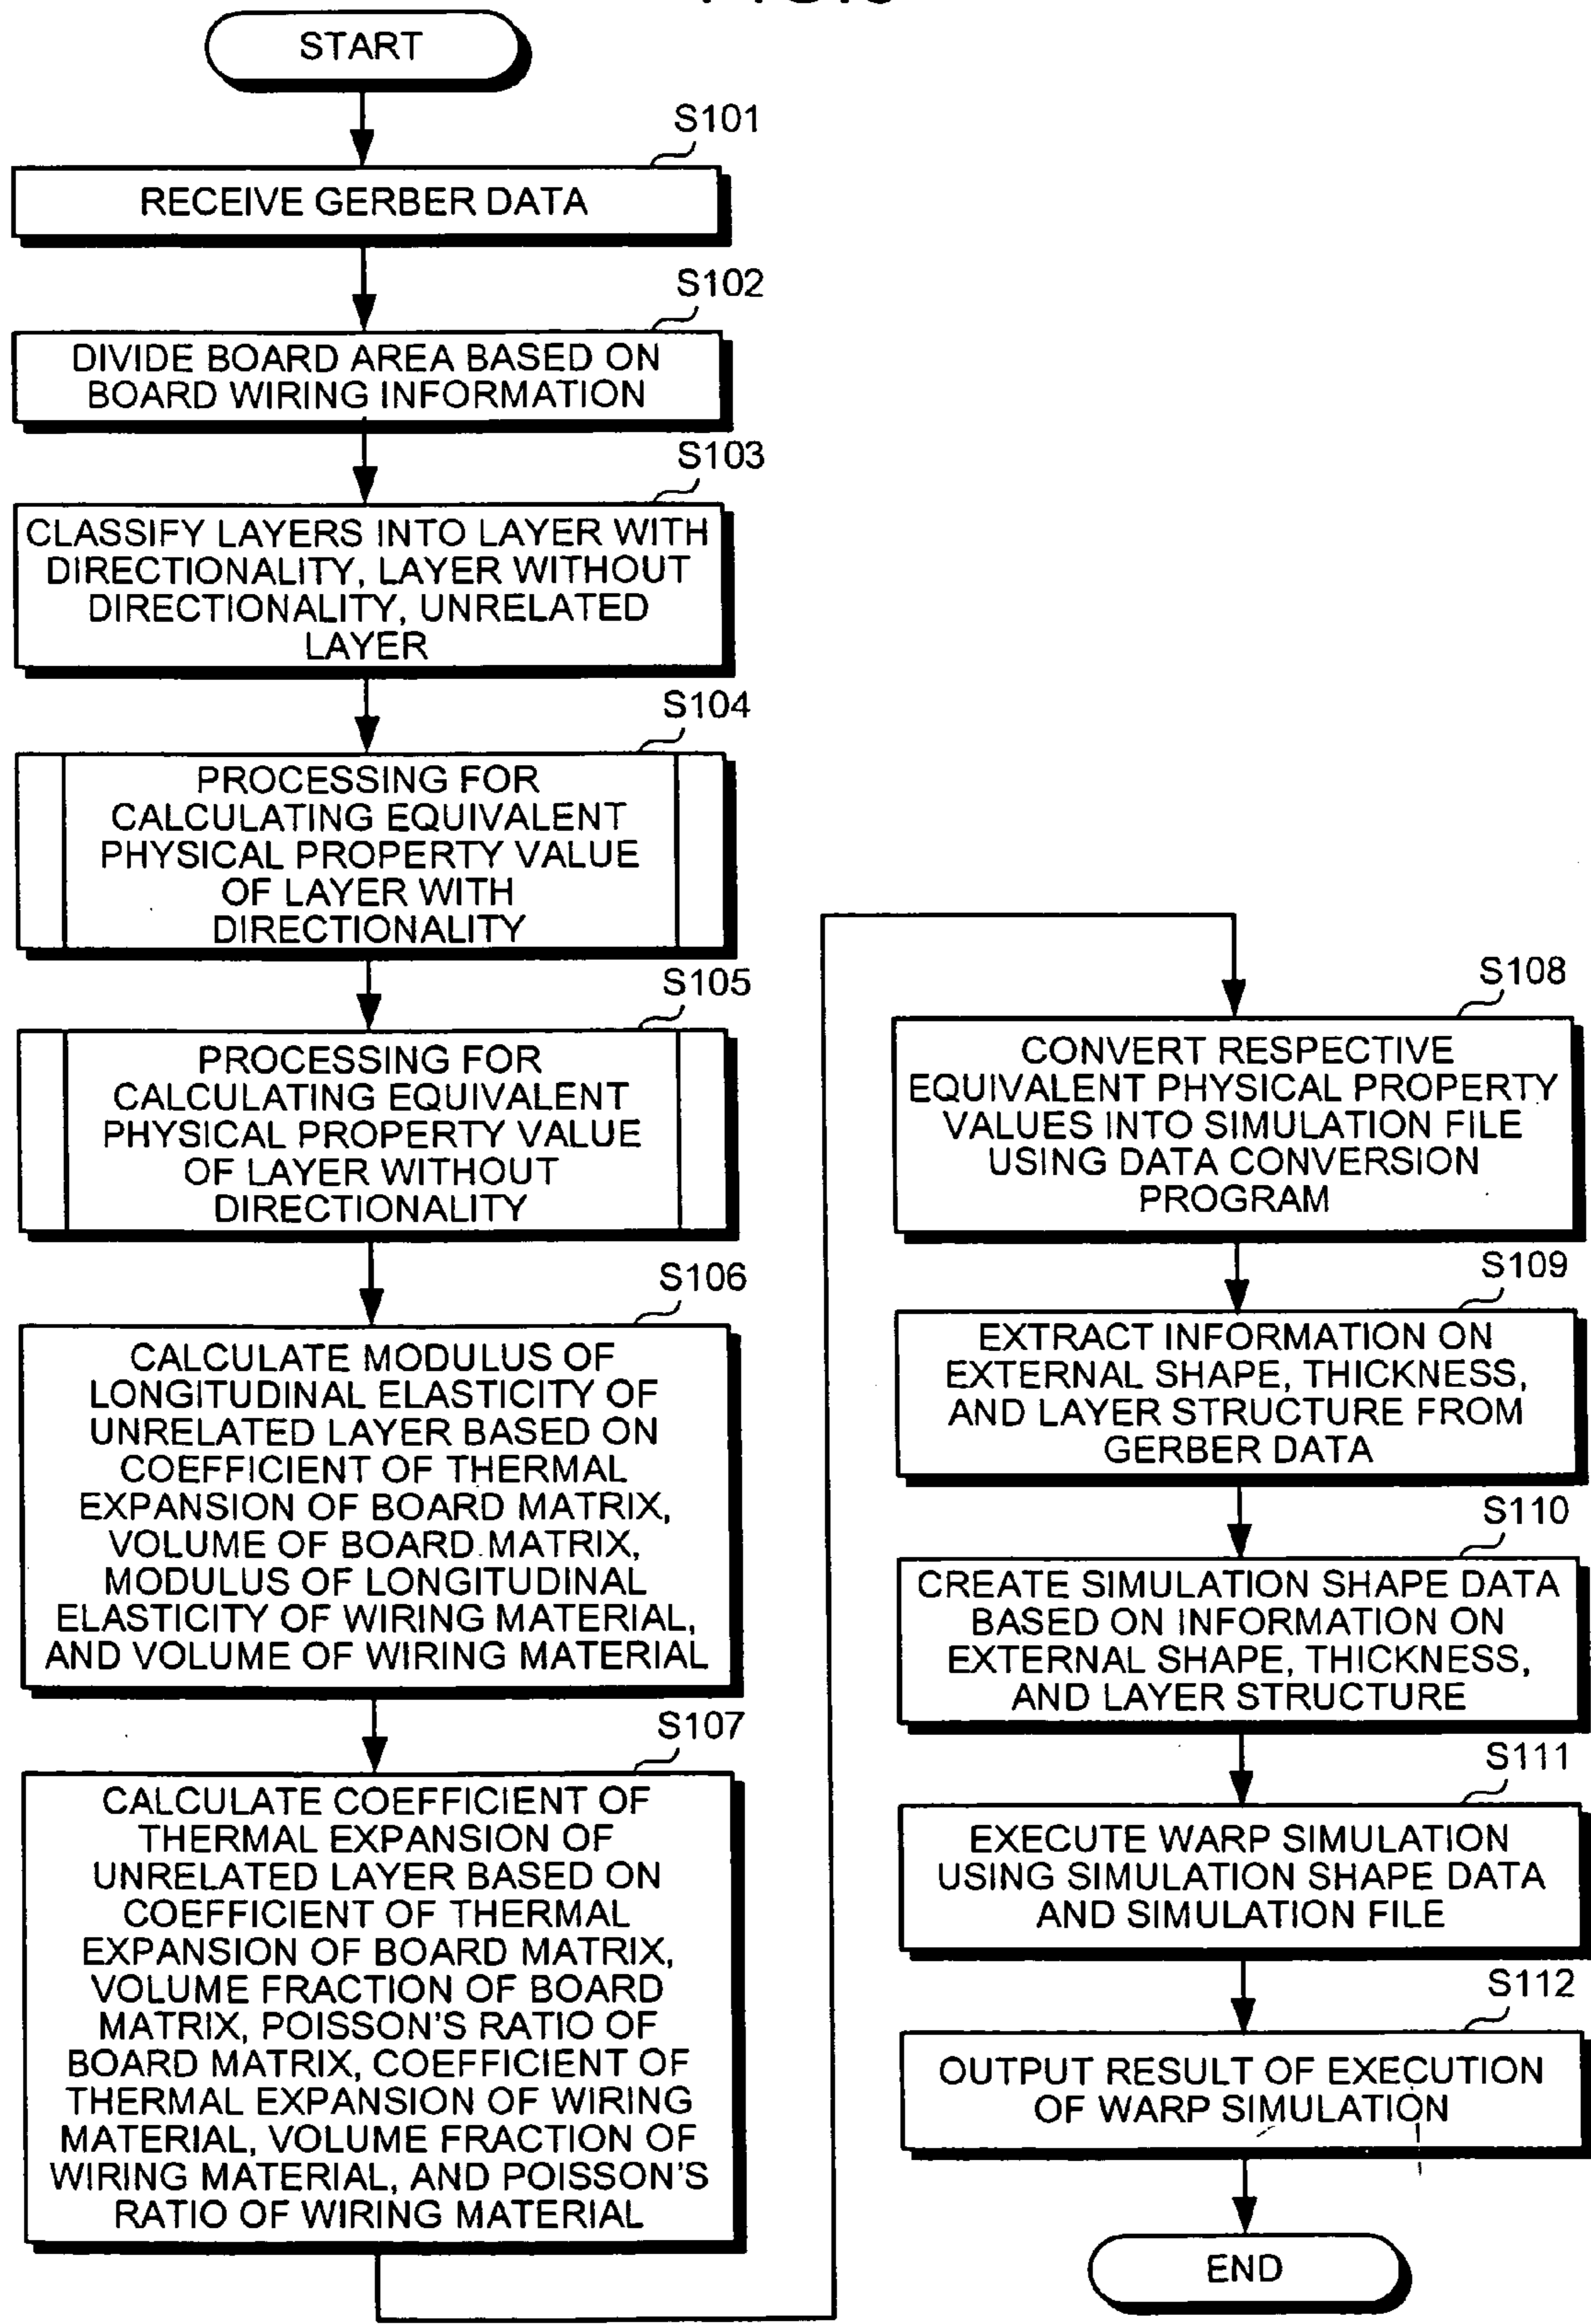 START
S101
RECEIVE GERBER DATA
S102
DIVIDE BOARD AREA BASED ON
BOARD WIRING INFORMATION
S103
CLASSIFY LAYERS INTO LAYER WITH
DIRECTIONALITY, LAYER WITHOUT
DIRECTIONALITY, UNRELATED
LAYER
S104
PROCESSING FOR
CALCULATING EQUIVALENT
PHYSICAL PROPERTY VALUE
OF LAYER WITH
DIRECTIONALITY
S105
PROCESSING FOR
CALCULATING EQUIVALENT
PHYSICAL PROPERTY VALUE
OF LAYER WITHOUT
DIRECTIONALITY
S106
CALCULATE MODULUS OF
LONGITUDINAL ELASTICITY OF
UNRELATED LAYER BASED ON
COEFFICIENT OF THERMAL
EXPANSION OF BOARD MATRIX,
VOLUME OF BOARD MATRIX,
MODULUS OF LONGITUDINAL
ELASTICITY OF WIRING MATERIAL,
AND VOLUME OF WIRING MATERIAL
S107
CALCULATE COEFFICIENT OF
THERMAL EXPANSION OF
UNRELATED LAYER BASED ON
COEFFICIENT OF THERMAL
EXPANSION OF BOARD MATRIX,
VOLUME FRACTION OF BOARD
MATRIX, POISSON'S RATIO OF
BOARD MATRIX, COEFFICIENT OF
THERMAL EXPANSION OF WIRING
MATERIAL, VOLUME FRACTION OF
WIRING MATERIAL, AND POISSON'S
RATIO OF WIRING MATERIAL
S108
CONVERT RESPECTIVE
EQUIVALENT PHYSICAL PROPERTY
VALUES INTO SIMULATION FILE
USING DATA CONVERSION
PROGRAM
S109
EXTRACT INFORMATION ON
EXTERNAL SHAPE, THICKNESS,
AND LAYER STRUCTURE FROM
GERBER DATA
S110
CREATE SIMULATION SHAPE DATA
BASED ON INFORMATION ON
EXTERNAL SHAPE, THICKNESS,
AND LAYER STRUCTURE
S111
EXECUTE WARP SIMULATION
USING SIMULATION SHAPE DATA
AND SIMULATION FILE
S112
OUTPUT RESULT OF EXECUTION
OF WARP SIMULATION
END